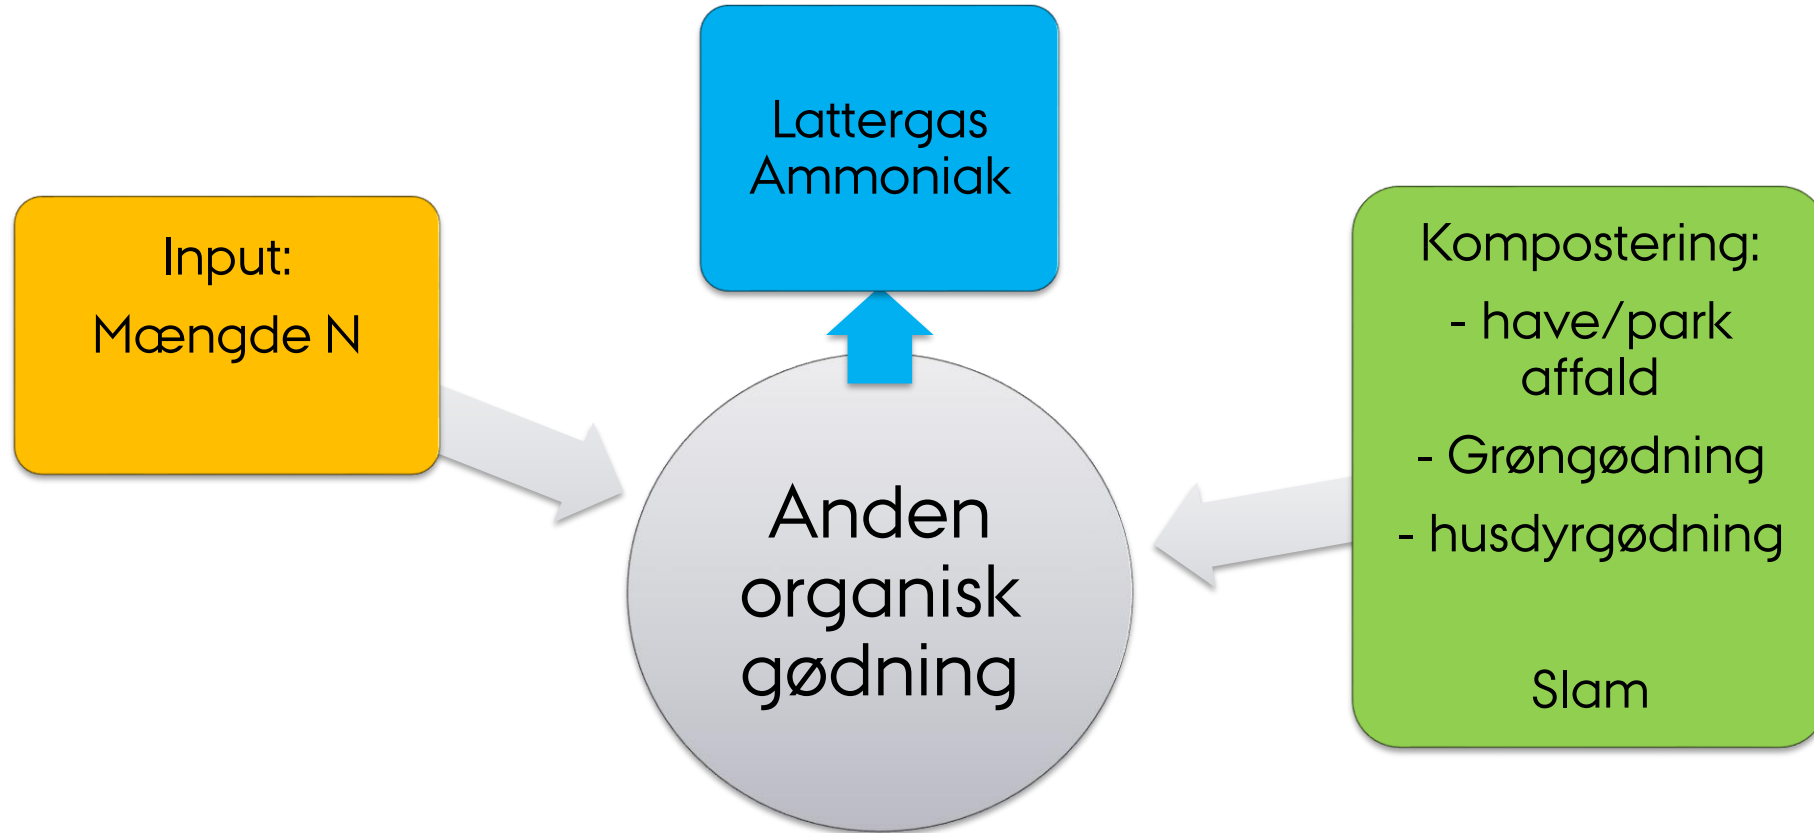 Lattergas
Ammoniak
Input:
Mængde N
Kompostering:
- have/park
affald
- Grøngødning
- husdyrgødning
Slam
Anden
organisk
gødning